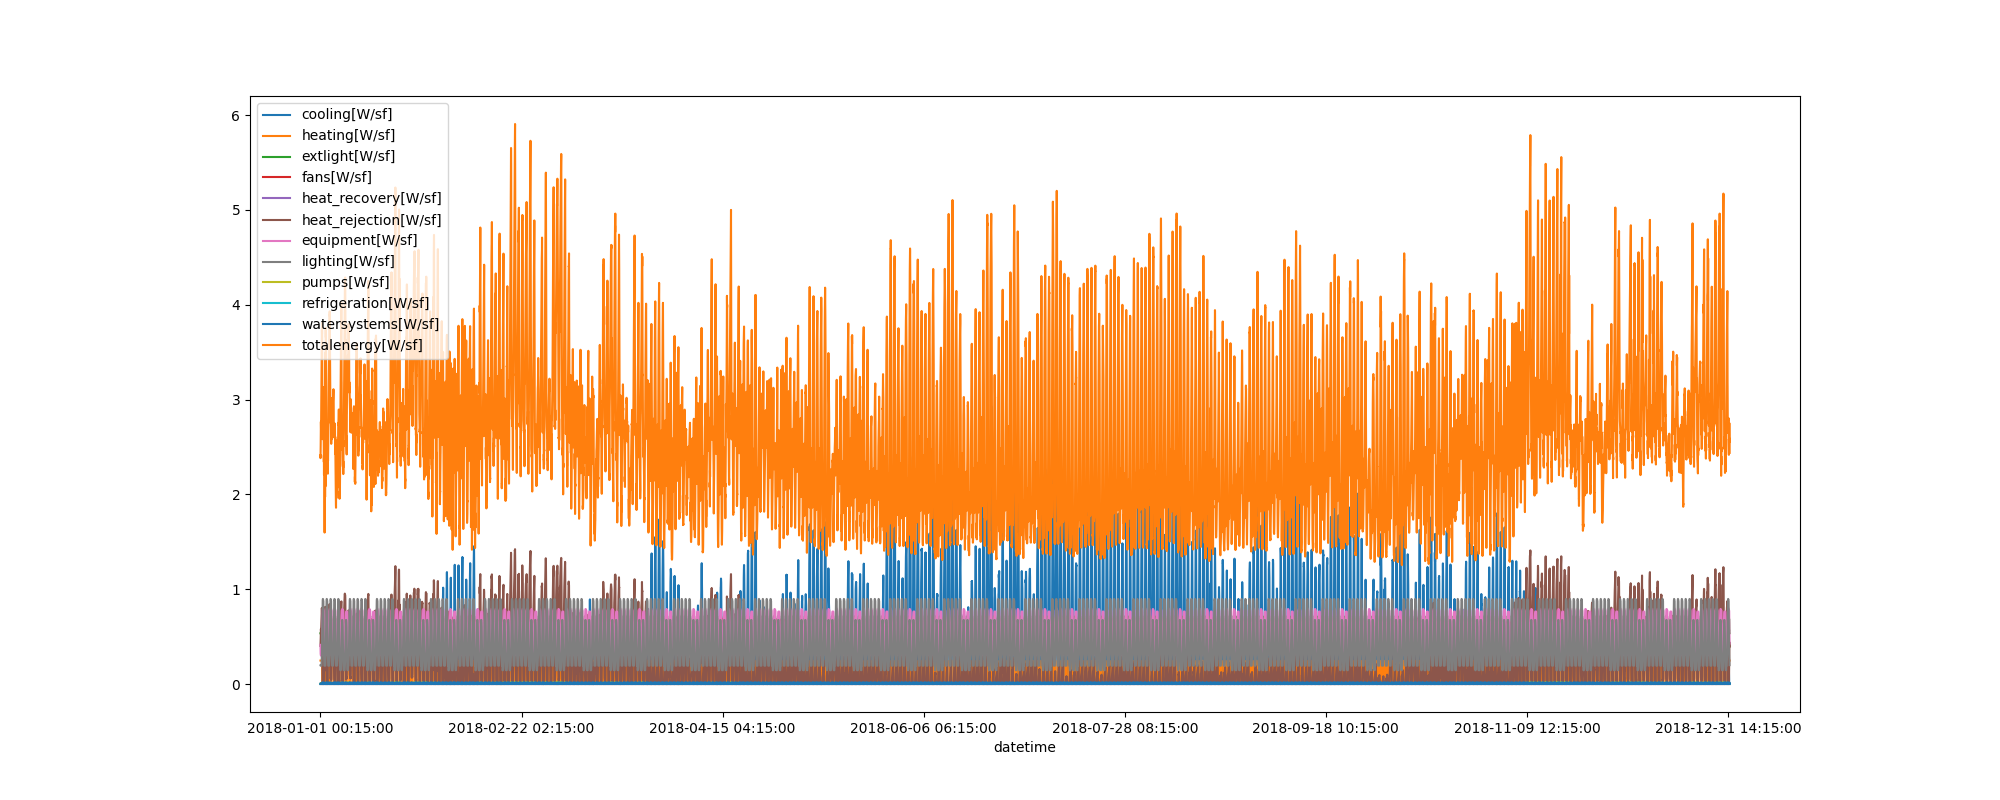 6
5
4
3
2
1
0
cooling[W/sf]
heating[W/sf]
extlight[W/sf]
fans[W/sf]
heat_recovery[W/sf]
heat_rejection[W/sf]
equipment[W/sf]
lighting[W/sf]
pumps[W/sf]
refrigeration[W/sf]
watersystems[W/sf]
totalenergy[W/sf]
2018-01-01 00:15:00 2018-02-22 02:15:00 2018-04-15 04:15:00 2018-06-06 06:15:00 2018-07-28 08:15:00 2018-09-18 10:15:00 2018-11-09 12:15:00 2018-12-31 14:15:00
datetime